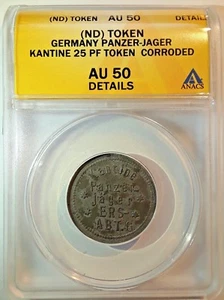 (ND) TOKEN AU 50 DETAILS
(ND) TOKEN
GERMANY PANZER-JAGER
KANTINE 25 PF TOKEN CORRODED
AU 50
DETAILS
ANACS
Kantine
Panzer
jäger
ERS-
ABT.6